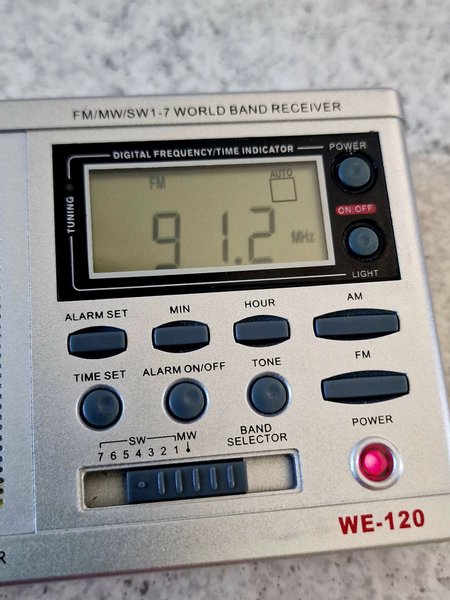 FM/MW/SW1-7 WORLD BAND RECEIVER
DIGITAL FREQUENCY/TIME INDICATOR
POWER
TUNING
FM
AUTO
91.2 MHz
ON/OFF
LIGHT
ALARM SET
MIN
HOUR
AM
TIME SET
ALARM ON/OFF
TONE
FM
SW MW
7 6 5 4 3 2 1
BAND
SELECTOR
POWER
WE-120
R